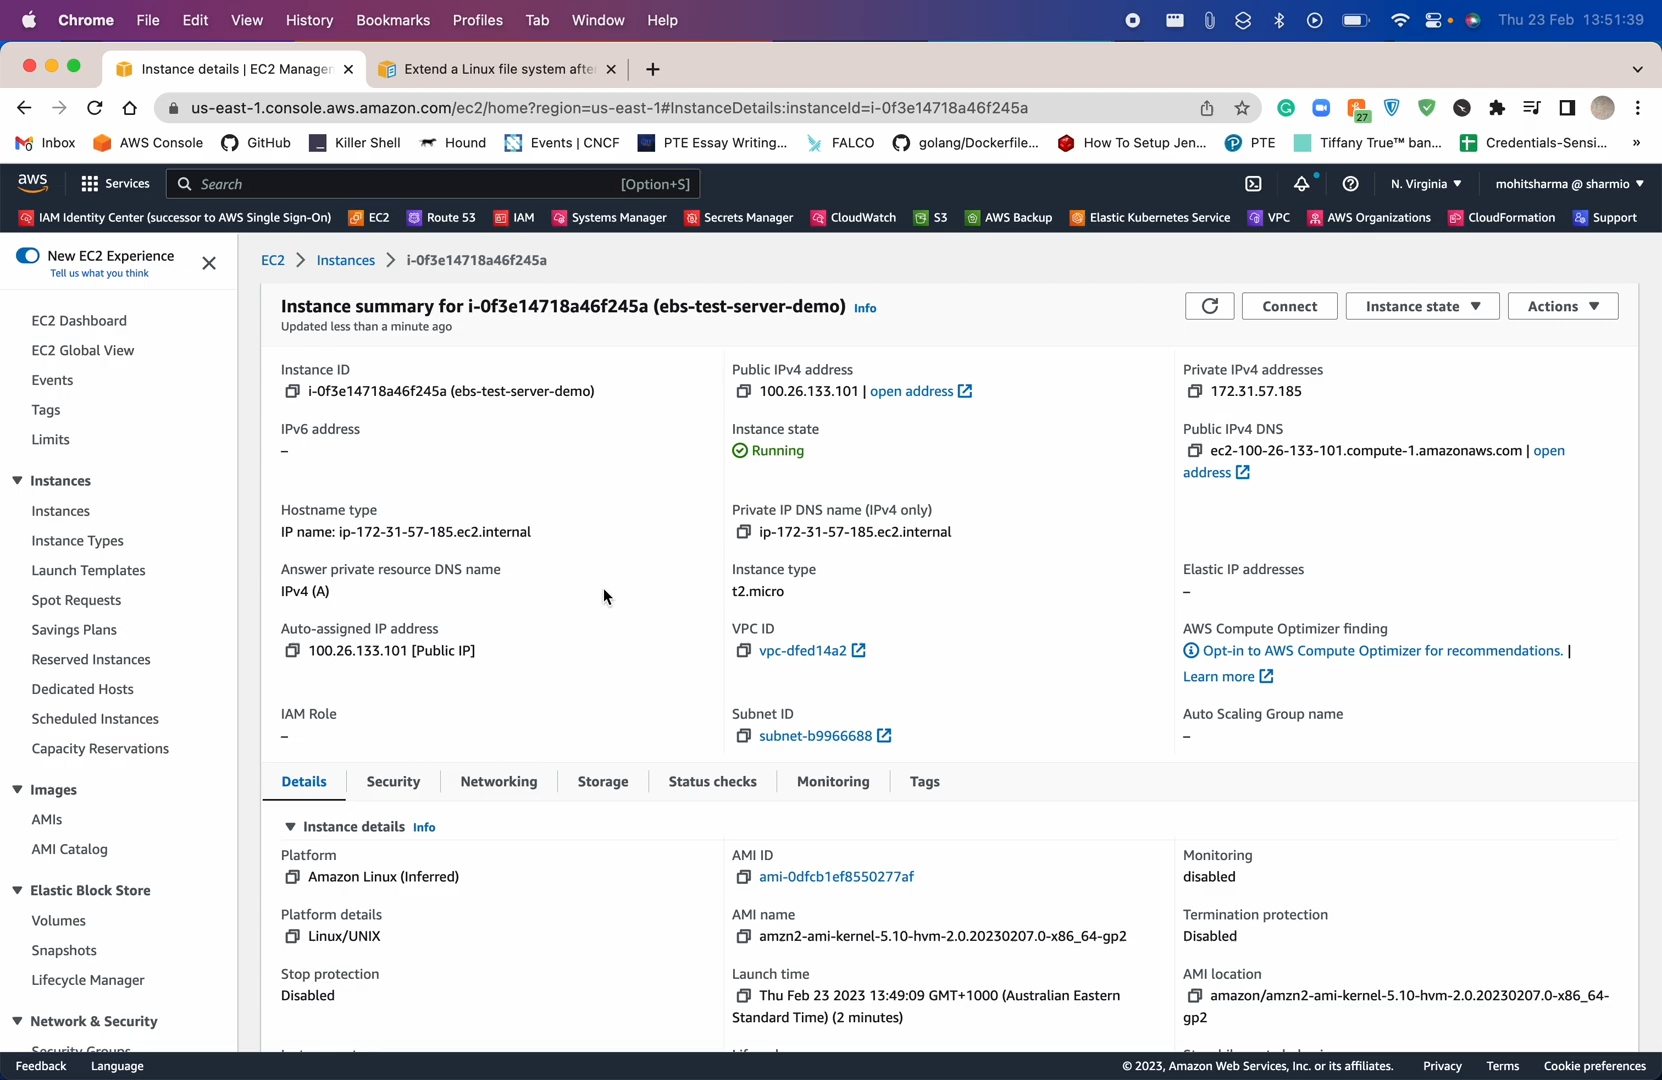 Chrome File Edit View History Bookmarks Profiles Tab Window Help Thu 23 Feb 13:51:39
Instance details | EC2 Manager Extend a Linux file system after
us-east-1.console.aws.amazon.com/ec2/home?region=us-east-1#InstanceDetails:instanceId=i-0f3e14718a46f245a 27
Inbox AWS Console GitHub Killer Shell Hound Events | CNCF PTE Essay Writing... FALCO golang/Dockerfile... How To Setup Jen... PTE Tiffany True™ ban... Credentials-Sensi... »
aws Services Search [Option+S] N. Virginia mohitsharma @ sharmio
IAM Identity Center (successor to AWS Single Sign-On) EC2 Route 53 IAM Systems Manager Secrets Manager CloudWatch S3 AWS Backup Elastic Kubernetes Service VPC AWS Organizations CloudFormation Support
New EC2 Experience
Tell us what you think
EC2 Dashboard
EC2 Global View
Events
Tags
Limits
Instances
Instances
Instance Types
Launch Templates
Spot Requests
Savings Plans
Reserved Instances
Dedicated Hosts
Scheduled Instances
Capacity Reservations
Images
AMIs
AMI Catalog
Elastic Block Store
Volumes
Snapshots
Lifecycle Manager
Network & Security
Security Groups
EC2 > Instances > i-0f3e14718a46f245a
Instance summary for i-0f3e14718a46f245a (ebs-test-server-demo) Info
Updated less than a minute ago
Connect Instance state Actions
Instance ID
i-0f3e14718a46f245a (ebs-test-server-demo)
Public IPv4 address
100.26.133.101 | open address
Private IPv4 addresses
172.31.57.185
IPv6 address
–
Instance state
Running
Public IPv4 DNS
ec2-100-26-133-101.compute-1.amazonaws.com | open
address
Hostname type
IP name: ip-172-31-57-185.ec2.internal
Private IP DNS name (IPv4 only)
ip-172-31-57-185.ec2.internal
Answer private resource DNS name
IPv4 (A)
Instance type
t2.micro
Elastic IP addresses
–
Auto-assigned IP address
100.26.133.101 [Public IP]
VPC ID
vpc-dfed14a2
AWS Compute Optimizer finding
Opt-in to AWS Compute Optimizer for recommendations. |
Learn more
IAM Role
–
Subnet ID
subnet-b9966688
Auto Scaling Group name
–
Details Security Networking Storage Status checks Monitoring Tags
Instance details Info
Platform
Amazon Linux (Inferred)
AMI ID
ami-0dfcb1ef8550277af
Monitoring
disabled
Platform details
Linux/UNIX
AMI name
amzn2-ami-kernel-5.10-hvm-2.0.20230207.0-x86_64-gp2
Termination protection
Disabled
Stop protection
Disabled
Launch time
Thu Feb 23 2023 13:49:09 GMT+1000 (Australian Eastern
Standard Time) (2 minutes)
AMI location
amazon/amzn2-ami-kernel-5.10-hvm-2.0.20230207.0-x86_64-
gp2
Feedback Language © 2023, Amazon Web Services, Inc. or its affiliates. Privacy Terms Cookie preferences